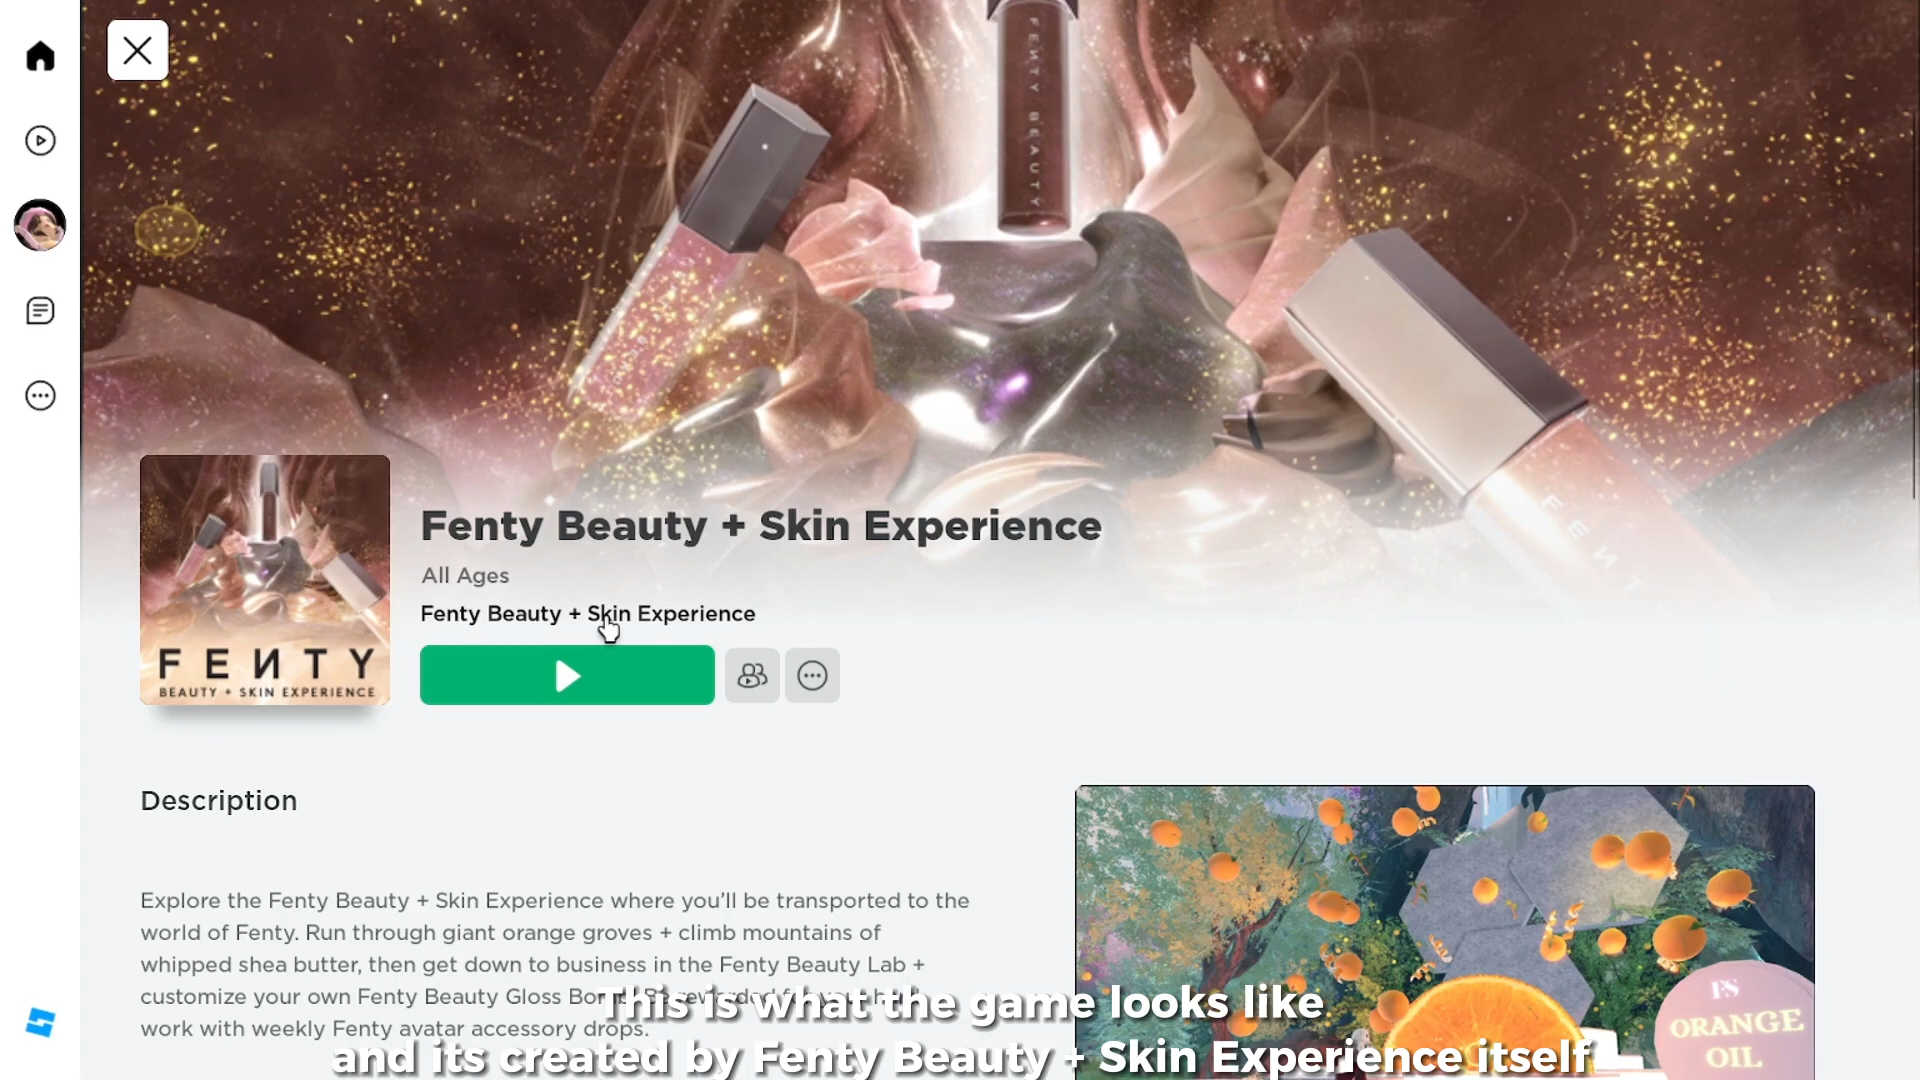 FENTY BEAUTY
FENT
FENTY
BEAUTY + SKIN EXPERIENCE
Fenty Beauty + Skin Experience
All Ages
Fenty Beauty + Skin Experience
Description
Explore the Fenty Beauty + Skin Experience where you’ll be transported to the
world of Fenty. Run through giant orange groves + climb mountains of
whipped shea butter, then get down to business in the Fenty Beauty Lab +
customize your own Fenty Beauty Gloss
work with weekly Fenty avatar accessory drops.
FS
ORANGE
OIL
This is what the game looks like
and its created by Fenty Beauty + Skin Experience itself